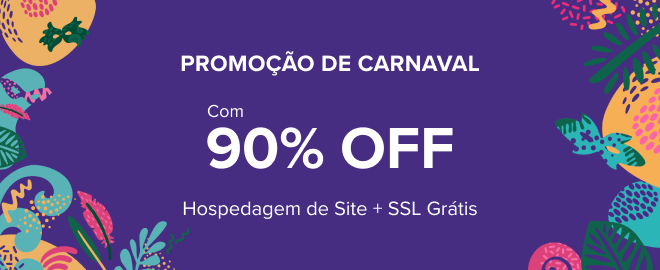 PROMOÇÃO DE CARNAVAL
Com
90% OFF
Hospedagem de Site + SSL Grátis